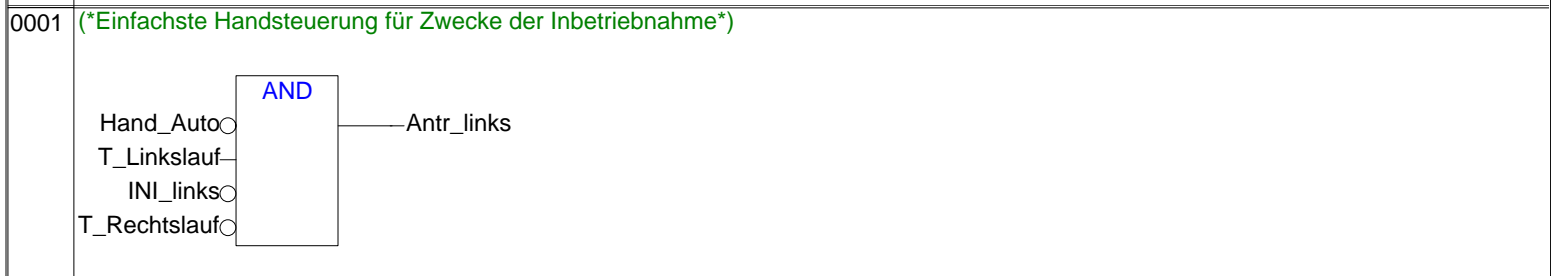 0001 (*Einfachste Handsteuerung für Zwecke der Inbetriebnahme*)
AND
Hand_Auto Antr_links
T_Linkslauf
INI_links
T_Rechtslauf